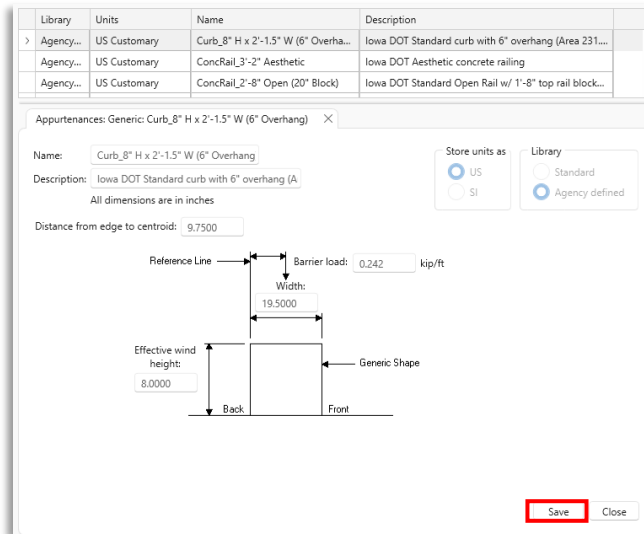 Library Units Name Description
> Agency... US Customary Curb_8" H x 2'-1.5" W (6" Overha... Iowa DOT Standard curb with 6" overhang (Area 231....
Agency... US Customary ConcRail_3'-2" Aesthetic Iowa DOT Aesthetic concrete railing
Agency... US Customary ConcRail_2'-8" Open (20" Block) Iowa DOT Standard Open Rail w/ 1'-8" top rail block...
Appurtenances: Generic: Curb_8" H x 2'-1.5" W (6" Overhang) X
Name: Curb_8" H x 2'-1.5" W (6" Overhang Store units as Library
US Standard
Description: Iowa DOT Standard curb with 6" overhang (A SI Agency defined
All dimensions are in inches
Distance from edge to centroid: 9.7500
Reference Line Barrier load: 0.242 kip/ft
Width:
19.5000
Effective wind
height:
Generic Shape
8.0000
Back Front
Save Close